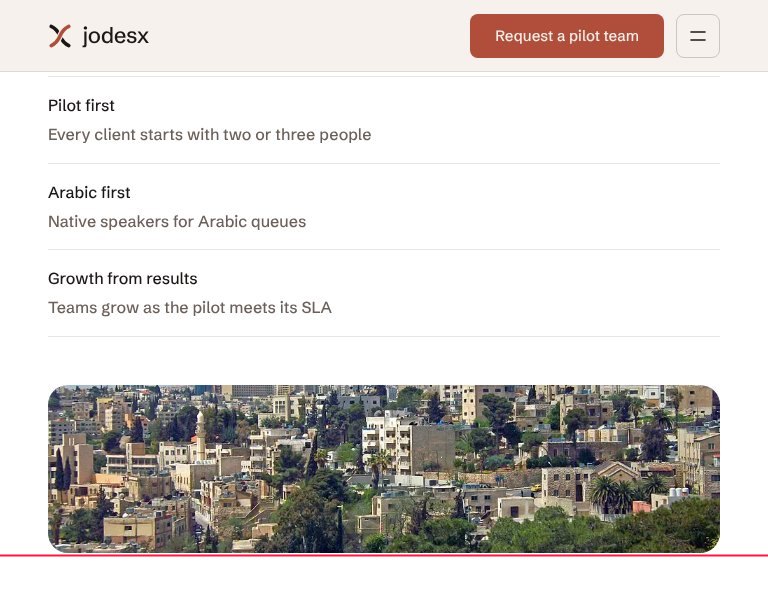 jodesx
Request a pilot team
Pilot first
Every client starts with two or three people
Arabic first
Native speakers for Arabic queues
Growth from results
Teams grow as the pilot meets its SLA